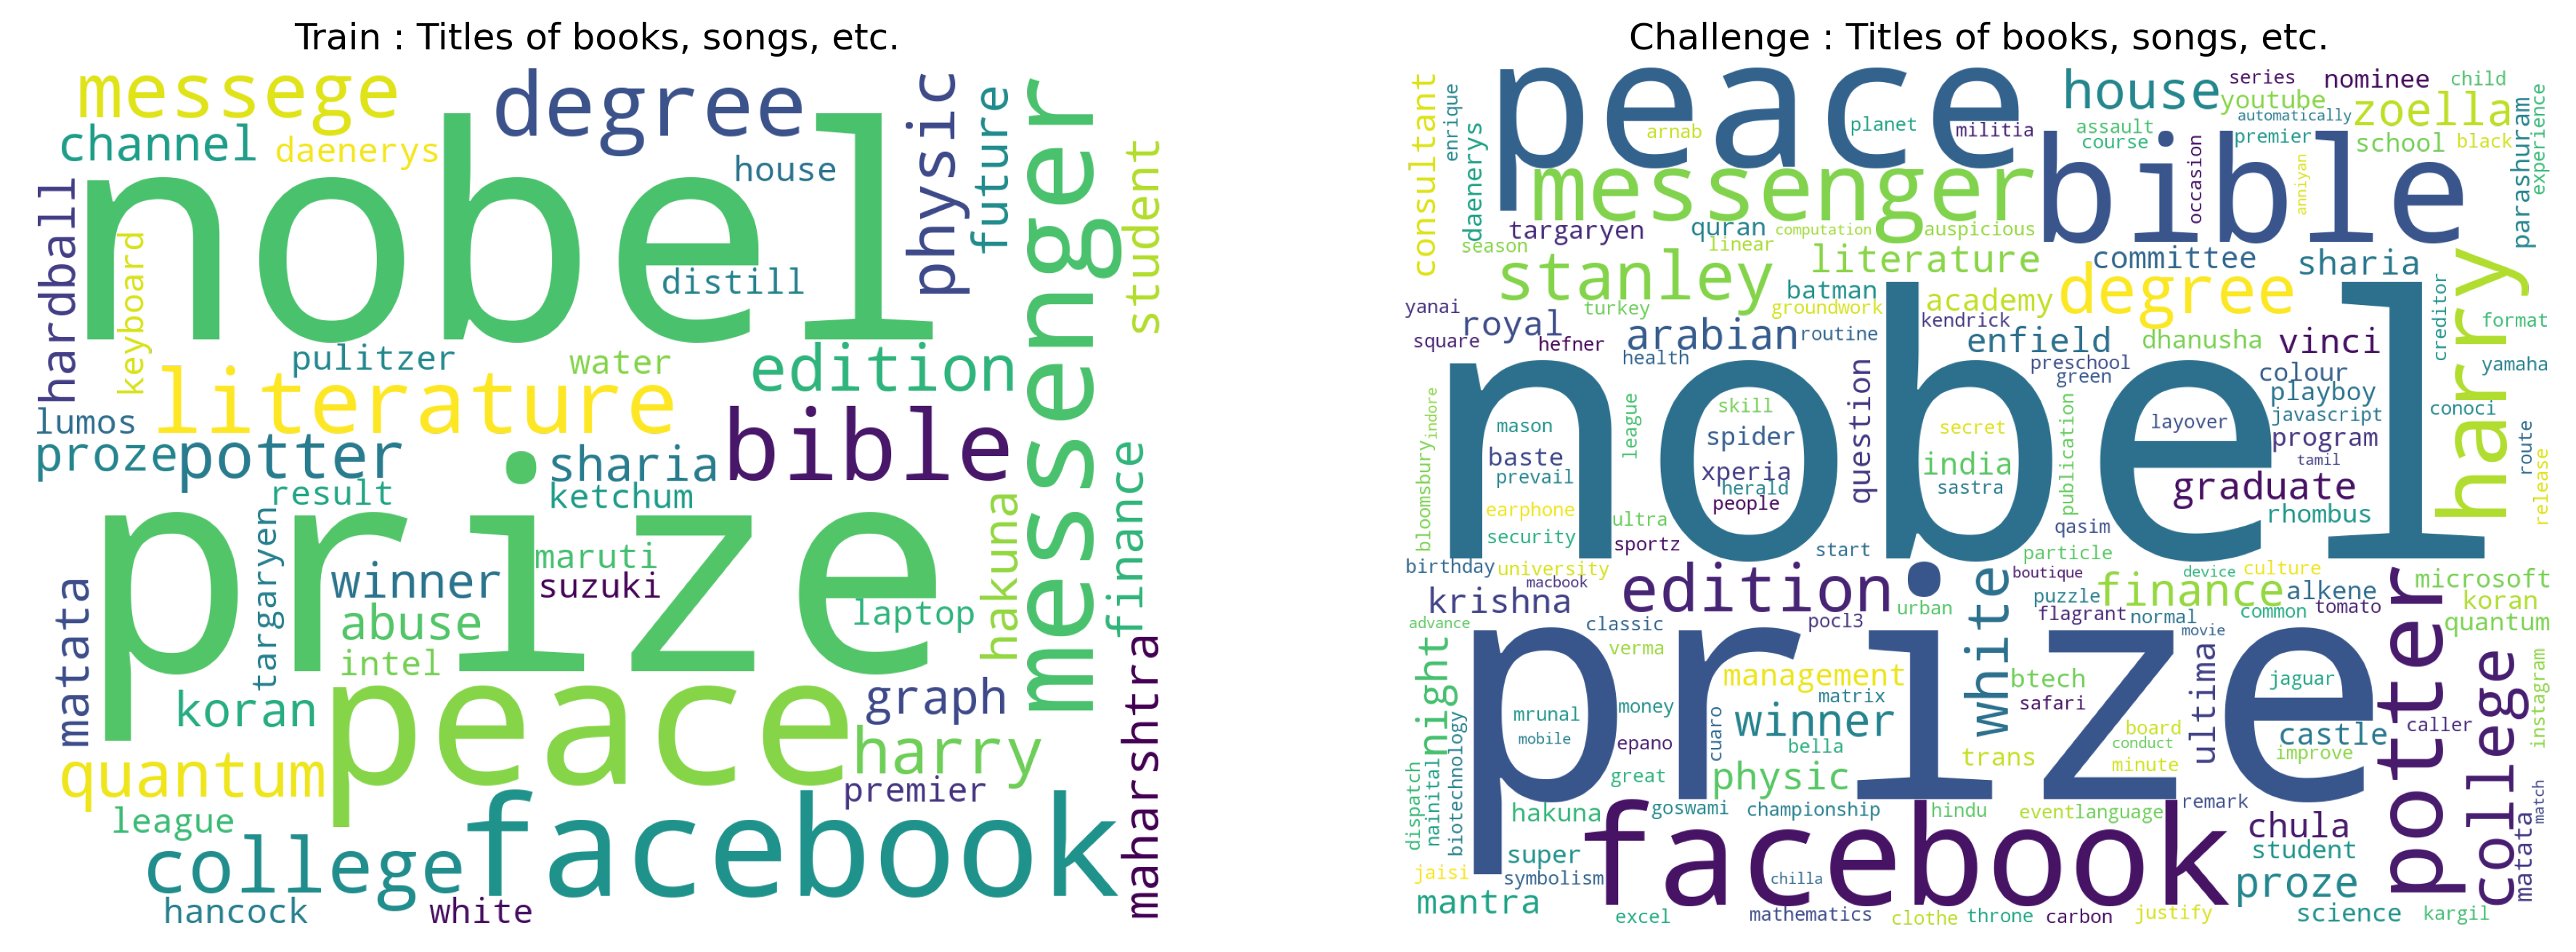 Train : Titles of books, songs, etc.
messege
degree
channel
daenerys
house
physic
future
messenger
student
nobel
hardball
keyboard
distill
pulitzer
water
edition
literature
lumos
proze
potter
sharia
bible
result
ketchum
prize
targaryen
maruti
winner
suzuki
abuse
laptop
intel
hakuna
finance
matata
koran
peace
graph
maharshtra
quantum
harry
premier
league
college
facebook
hancock
white
Challenge : Titles of books, songs, etc.
consultant
enrique
daenerys
peace
arnab
planet
militia
house
series
nominee
child
youtube
zoella
automatically
assault
course
premier
school
black
parashuram
experience
messenger
bible
occasion
anniyan
targaryen
quran
computation
auspicious
season
linear
stanley
literature
committee
sharia
harry
batman
academy
degree
yanai
turkey
groundwork
royal
arabian
routine
kendrick
enfield
dhanusha
vinci
creditor
format
square
hefner
health
preschool
green
colour
yamaha
nobel
playboy
javascript
conoci
bloomsbury
indore
league
mason
skill
spider
question
secret
layover
publication
program
baste
prevail
xperia
herald
people
india
sastra
tamil
route
release
graduate
earphone
ultra
rhombus
security
sportz
start
qasim
particle
birthday
university
macbook
boutique
device
culture
krishna
edition
white
finance
alkene
microsoft
puzzle
koran
urban
flagrant
normal
common
tomato
quantum
advance
classic
pocl3
movie
verma
prize
night
management
matrix
btech
ultima
jaguar
potter
college
instagram
mrunal
money
safari
mobile
epano
cuaro
winner
bella
board
conduct
castle
caller
trans
minute
improve
great
physic
dispatch
nainital
biotechnology
hakuna
goswami
championship
hindu
event
language
remark
match
matata
facebook
chula
super
student
jaisi
symbolism
chilla
proze
mantra
excel
mathematics
clothe
throne
carbon
justify
science
kargil